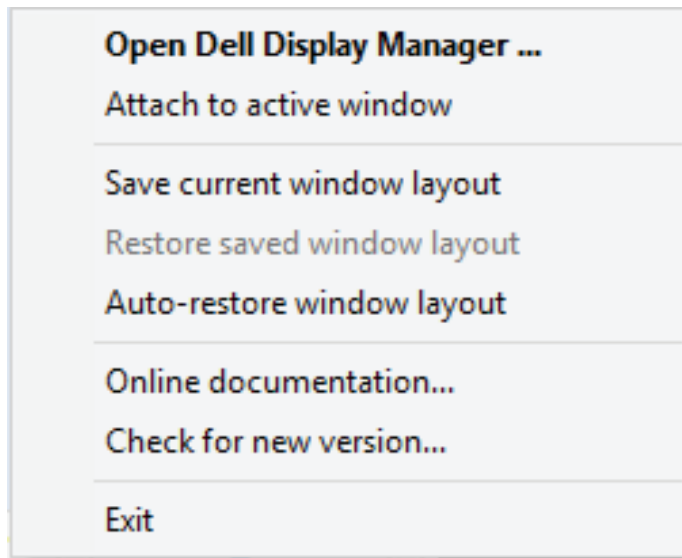 Open Dell Display Manager ...
Attach to active window
Save current window layout
Restore saved window layout
Auto-restore window layout
Online documentation...
Check for new version...
Exit